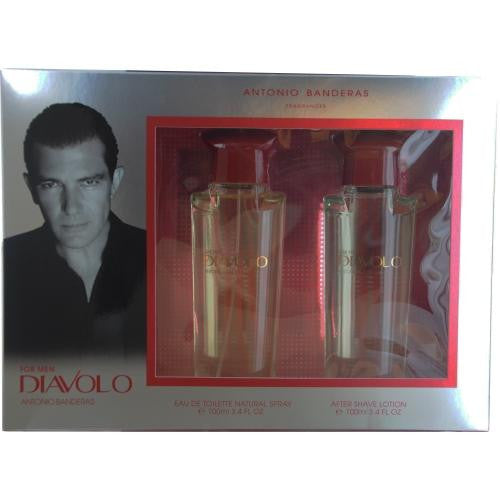 ANTONIO BANDERAS
FRAGRANCES
DIAVOLO
DIAVOLO
FOR MEN
DIAVOLO
ANTONIO BANDERAS
EAU DE TOILETTE NATURAL SPRAY
e 100ml 3.4 FL OZ
AFTER SHAVE LOTION
e 100ml 3.4 FL OZ